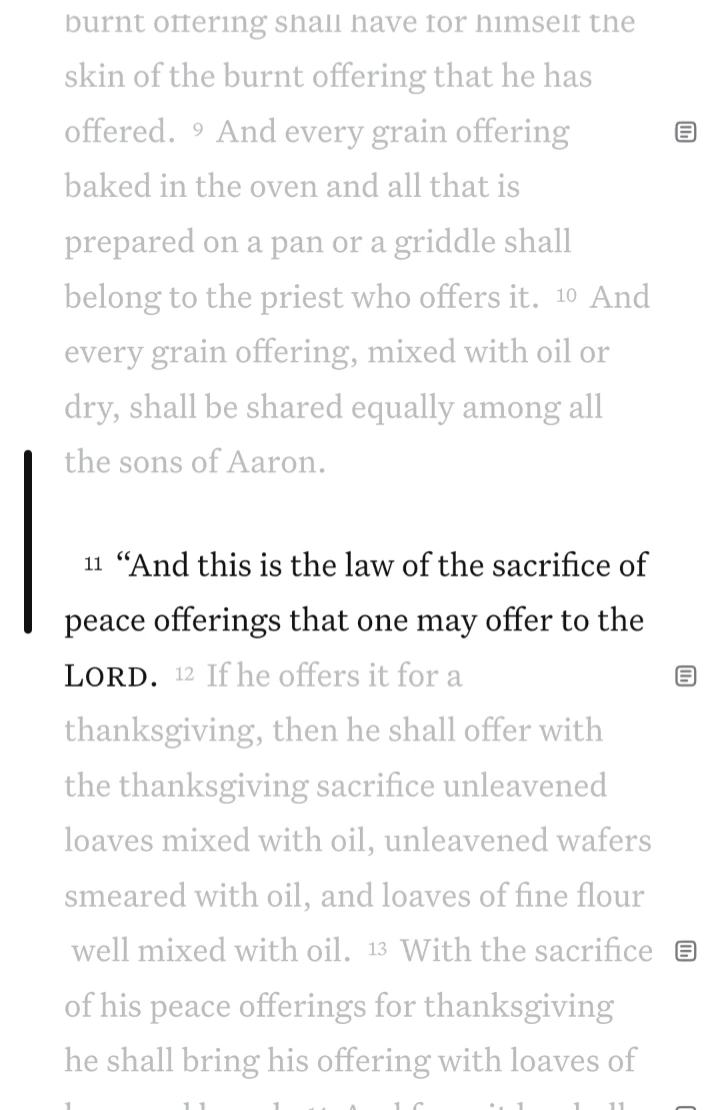 burnt offering shall have for himself the
skin of the burnt offering that he has
offered. 9 And every grain offering
baked in the oven and all that is
prepared on a pan or a griddle shall
belong to the priest who offers it. 10 And
every grain offering, mixed with oil or
dry, shall be shared equally among all
the sons of Aaron.
11 “And this is the law of the sacrifice of
peace offerings that one may offer to the
LORD. 12 If he offers it for a
thanksgiving, then he shall offer with
the thanksgiving sacrifice unleavened
loaves mixed with oil, unleavened wafers
smeared with oil, and loaves of fine flour
well mixed with oil. 13 With the sacrifice
of his peace offerings for thanksgiving
he shall bring his offering with loaves of